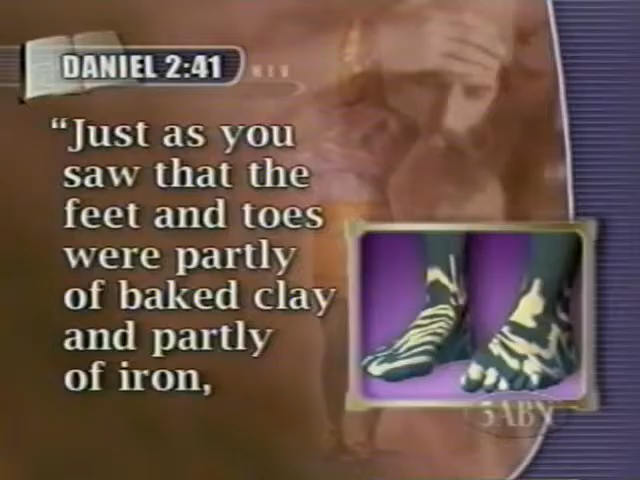 DANIEL 2:41
NIV
“Just as you
saw that the
feet and toes
were partly
of baked clay
and partly
of iron,
3ABN